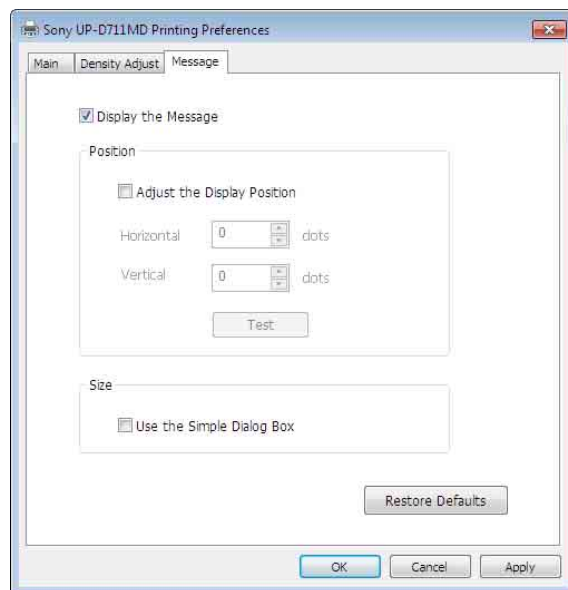 Sony UP-D711MD Printing Preferences
Main Density Adjust Message
Display the Message
Position
Adjust the Display Position
Horizontal 0 dots
Vertical 0 dots
Test
Size
Use the Simple Dialog Box
Restore Defaults
OK Cancel Apply